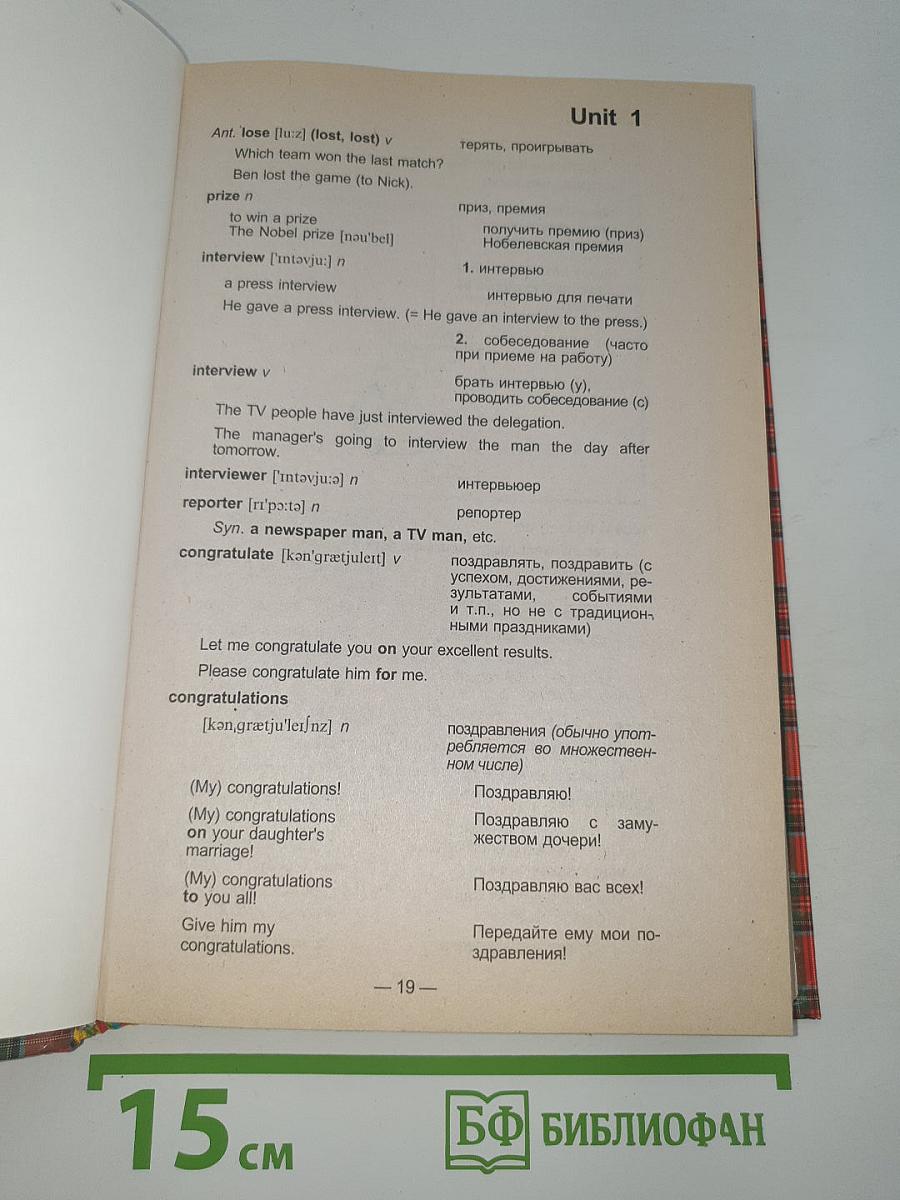 Unit 1
Ant. lose [lu:z] (lost, lost) v терять, проигрывать
Which team won the last match?
Ben lost the game (to Nick).
prize n приз, премия
to win a prize получить премию (приз)
The Nobel prize [nəu'bel] Нобелевская премия
interview ['ɪntəvju:] n 1. интервью
a press interview интервью для печати
He gave a press interview. (= He gave an interview to the press.)
2. собеседование (часто
при приеме на работу)
interview v брать интервью (у),
проводить собеседование (с)
The TV people have just interviewed the delegation.
The manager's going to interview the man the day after
tomorrow.
interviewer ['ɪntəvju:ə] n интервьюер
reporter [rɪ'pɔ:tə] n репортер
Syn. a newspaper man, a TV man, etc.
congratulate [kən'grætjuleɪt] v поздравлять, поздравить (с
успехом, достижениями, ре-
зультатами, событиями
и т.п., но не с традицион-
ными праздниками)
Let me congratulate you on your excellent results.
Please congratulate him for me.
congratulations
[kənˌgrætju'leɪʃnz] n поздравления (обычно упот-
ребляется во множествен-
ном числе)
(My) congratulations! Поздравляю!
(My) congratulations Поздравляю с заму-
on your daughter's жеством дочери!
marriage!
(My) congratulations Поздравляю вас всех!
to you all!
Give him my Передайте ему мои по-
congratulations. здравления!
— 19 —
15 см
БФ БИБЛИОФАН